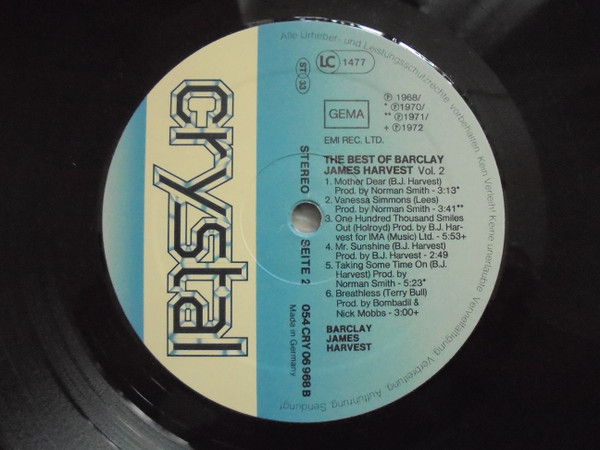 Alle Urheber- und Leistungsschutzrechte vorbehalten. Kein Verleih! Keine unerlaubte Vervielfältigung, Vermietung, Aufführung, Sendung!
crystal
ST 33
LC 1477
GEMA
℗ 1968/
* ℗ 1970/
** ℗ 1971/
+ ℗ 1972
EMI REC. LTD.
STEREO
SEITE 2
054 CRY 06 968 B
Made in Germany
THE BEST OF BARCLAY
JAMES HARVEST Vol. 2
1. Mother Dear (B.J. Harvest)
Prod. by Norman Smith - 3:13*
2. Vanessa Simmons (Lees)
Prod. by Norman Smith - 3:41**
3. One Hundred Thousand Smiles
Out (Holroyd) Prod. by B.J. Har-
vest for IMA (Music) Ltd. - 5:53+
4. Mr. Sunshine (B.J. Harvest)
Prod. by B.J. Harvest - 2:49
5. Taking Some Time On (B.J.
Harvest) Prod. by
Norman Smith - 5:23*
6. Breathless (Terry Bull)
Prod. by Bombadil &
Nick Mobbs - 3:00+
BARCLAY
JAMES
HARVEST